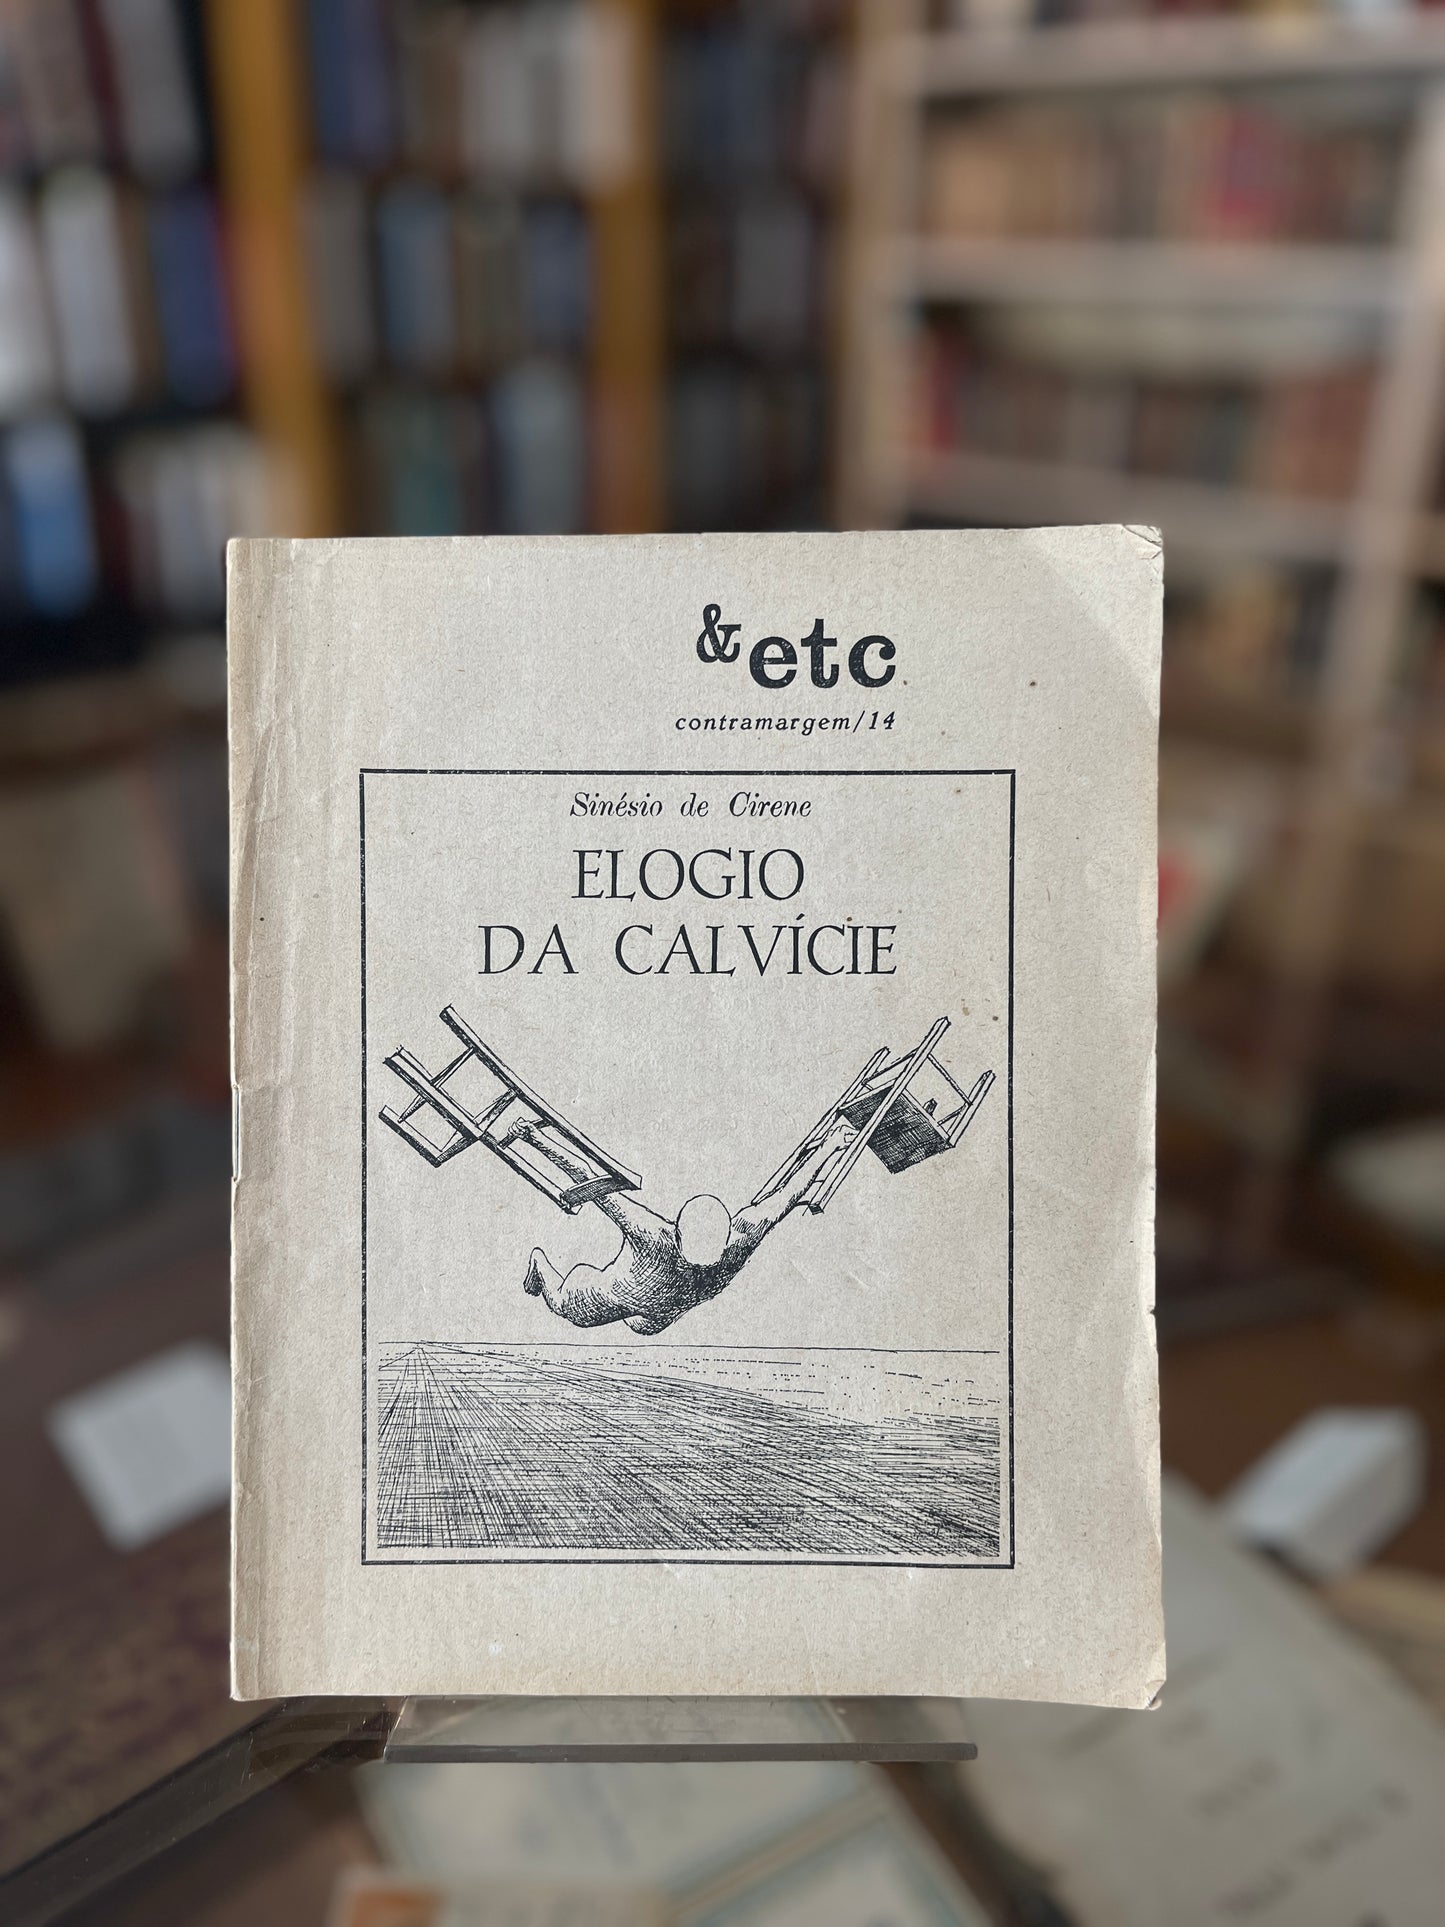 &etc
contramargem/14
Sinésio de Cirene
ELOGIO
DA CALVÍCIE